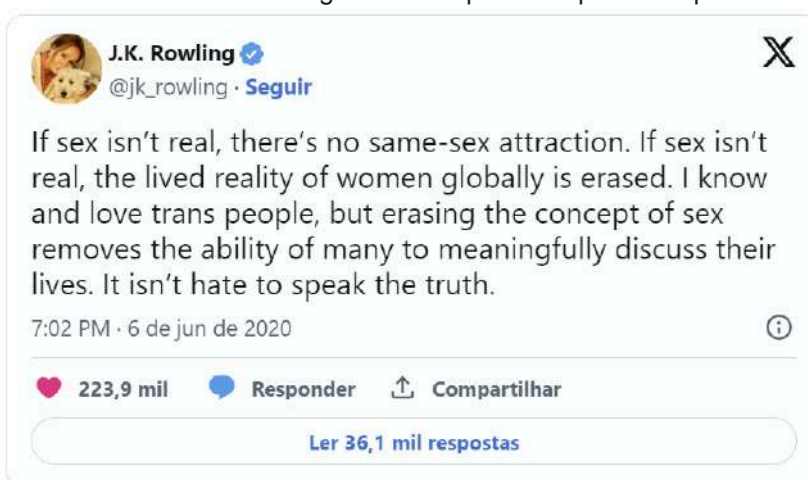 J.K. Rowling
@jk_rowling · Seguir
If sex isn't real, there's no same-sex attraction. If sex isn't
real, the lived reality of women globally is erased. I know
and love trans people, but erasing the concept of sex
removes the ability of many to meaningfully discuss their
lives. It isn't hate to speak the truth.
7:02 PM · 6 de jun de 2020
223,9 mil Responder Compartilhar
Ler 36,1 mil respostas